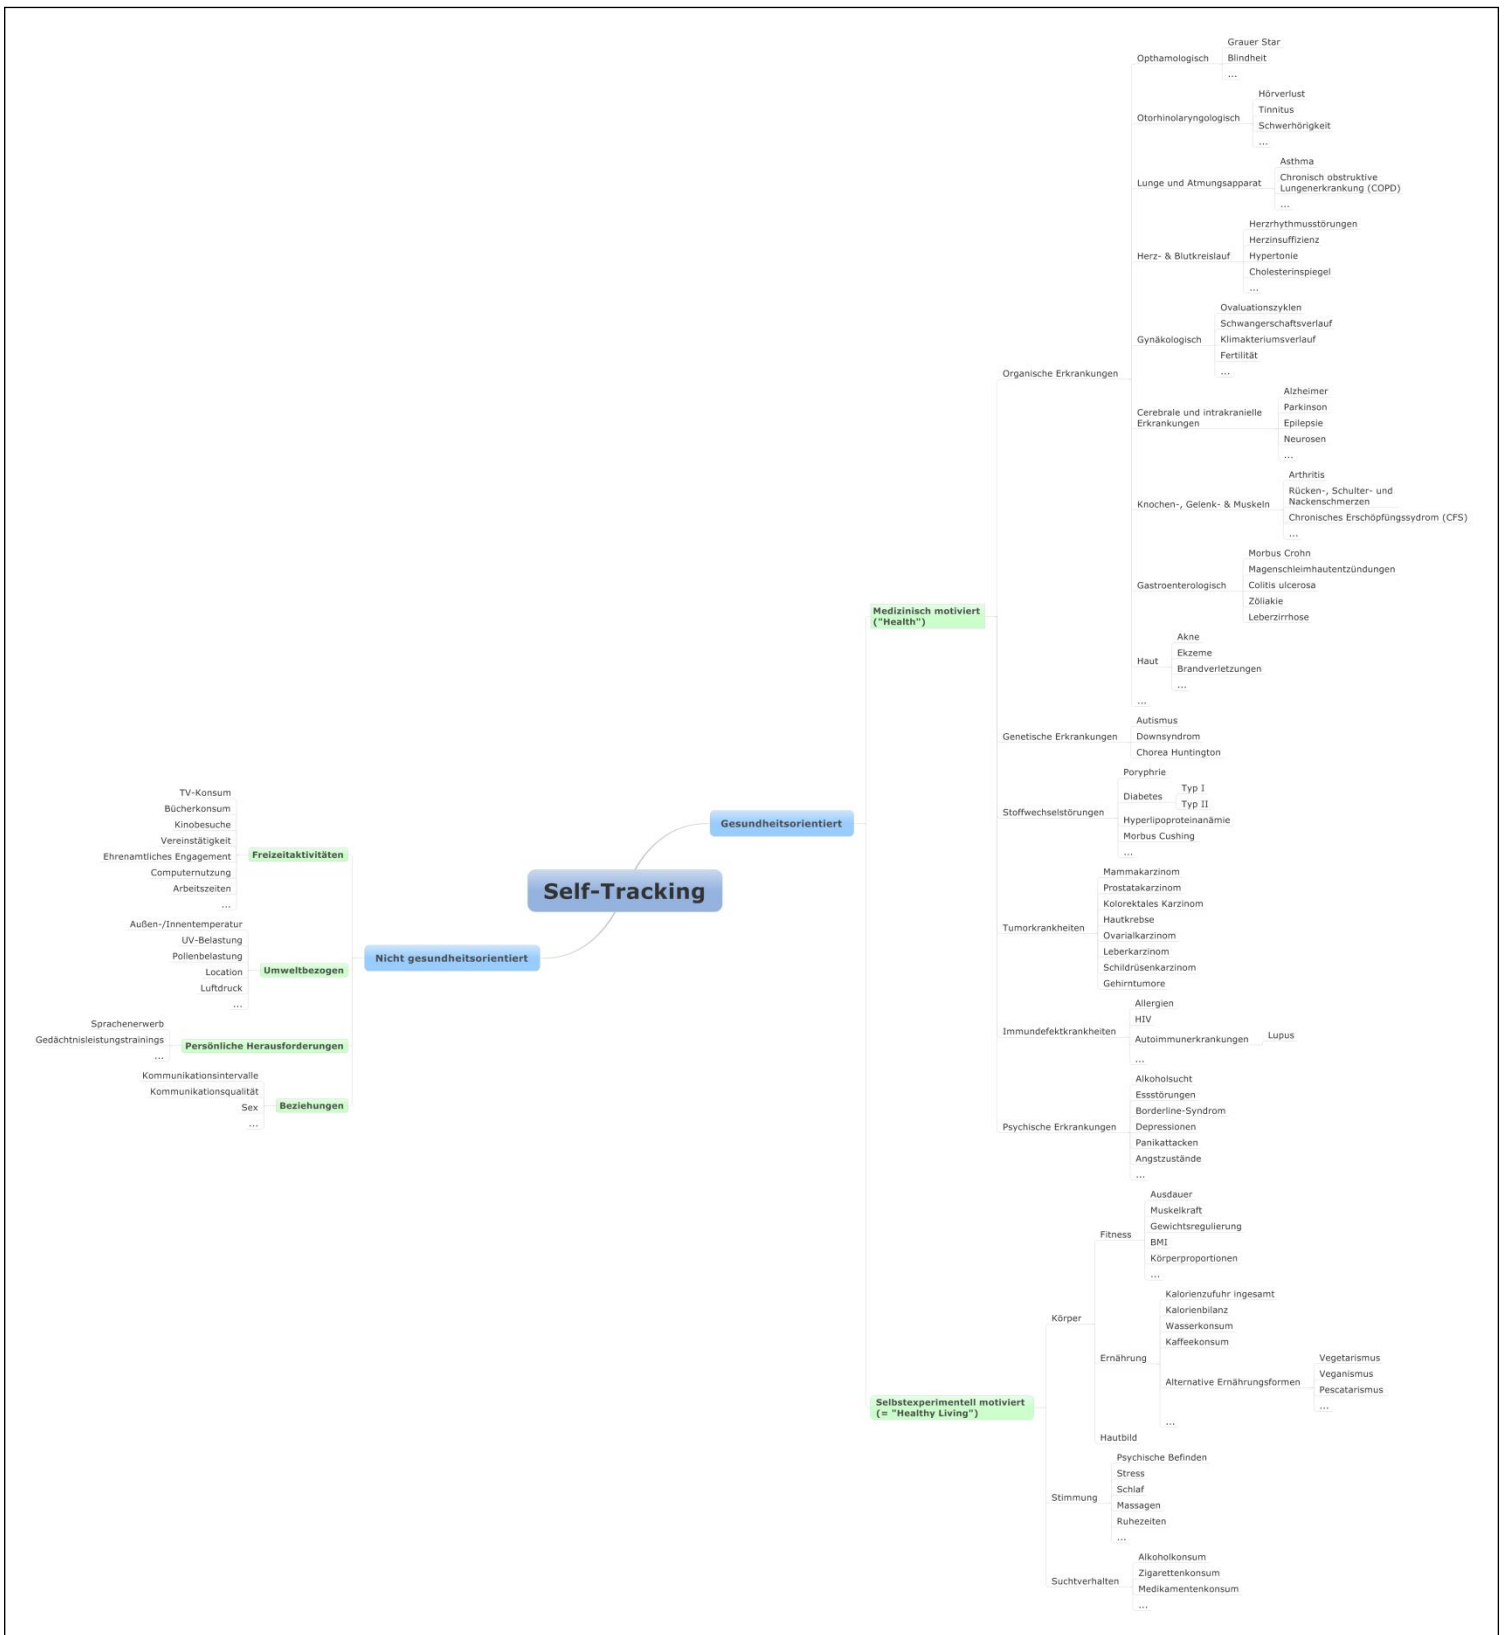 Self-Tracking
Gesundheitsorientiert
Medizinisch motiviert
("Health")
Organische Erkrankungen
Opthamologisch
Grauer Star
Blindheit
...
Otorhinolaryngologisch
Hörverlust
Tinnitus
Schwerhörigkeit
...
Lunge und Atmungsapparat
Asthma
Chronisch obstruktive
Lungenerkrankung (COPD)
...
Herz- & Blutkreislauf
Herzrhythmusstörungen
Herzinsuffizienz
Hypertonie
Cholesterinspiegel
...
Gynäkologisch
Ovaluationszyklen
Schwangerschaftsverlauf
Klimakteriumsverlauf
Fertilität
...
Cerebrale und intrakranielle
Erkrankungen
Alzheimer
Parkinson
Epilepsie
Neurosen
...
Knochen-, Gelenk- & Muskeln
Arthritis
Rücken-, Schulter- und
Nackenschmerzen
Chronisches Erschöpfungssydrom (CFS)
...
Gastroenterologisch
Morbus Crohn
Magenschleimhautentzündungen
Colitis ulcerosa
Zöliakie
Leberzirrhose
Haut
Akne
Ekzeme
Brandverletzungen
...
...
Genetische Erkrankungen
Autismus
Downsyndrom
Chorea Huntington
Stoffwechselstörungen
Poryphrie
Diabetes
Typ I
Typ II
Hyperlipoproteinanämie
Morbus Cushing
...
Tumorkrankheiten
Mammakarzinom
Prostatakarzinom
Kolorektales Karzinom
Hautkrebse
Ovarialkarzinom
Leberkarzinom
Schildrüsenkarzinom
Gehirntumore
Immundefektkrankheiten
Allergien
HIV
Autoimmunerkrankungen
Lupus
...
Psychische Erkrankungen
Alkoholsucht
Essstörungen
Borderline-Syndrom
Depressionen
Panikattacken
Angstzustände
...
Selbstexperimentell motiviert
(= "Healthy Living")
Körper
Fitness
Ausdauer
Muskelkraft
Gewichtsregulierung
BMI
Körperproportionen
...
Ernährung
Kalorienzufuhr ingesamt
Kalorienbilanz
Wasserkonsum
Kaffeekonsum
Alternative Ernährungsformen
Vegetarismus
Veganismus
Pescatarismus
...
...
Hautbild
Stimmung
Psychische Befinden
Stress
Schlaf
Massagen
Ruhezeiten
...
Suchtverhalten
Alkoholkonsum
Zigarettenkonsum
Medikamentenkonsum
...
Nicht gesundheitsorientiert
Freizeitaktivitäten
TV-Konsum
Bücherkonsum
Kinobesuche
Vereinstätigkeit
Ehrenamtliches Engagement
Computernutzung
Arbeitszeiten
...
Umweltbezogen
Außen-/Innentemperatur
UV-Belastung
Pollenbelastung
Location
Luftdruck
...
Persönliche Herausforderungen
Sprachenerwerb
Gedächtnisleistungstrainings
...
Beziehungen
Kommunikationsintervalle
Kommunikationsqualität
Sex
...